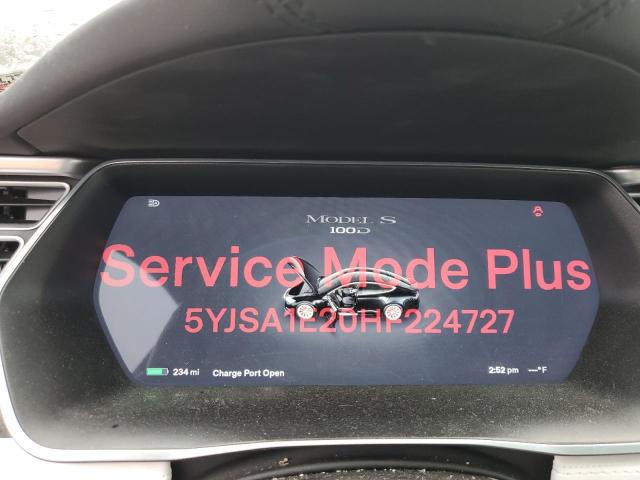 MODEL S
100D
Service Mode Plus
5YJSA1E20HF224727
234 mi Charge Port Open 2:52 pm ---° F